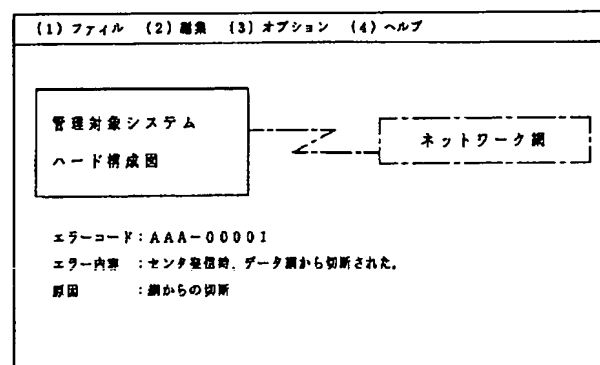 (1) ファイル (2) 編集 (3) オプション (4) ヘルプ
管理対象システム
ハード構成図
ネットワーク網
エラーコード:AAA-00001
エラー内容 :センタ発信時, データ網から切断された。
原因 :網からの切断